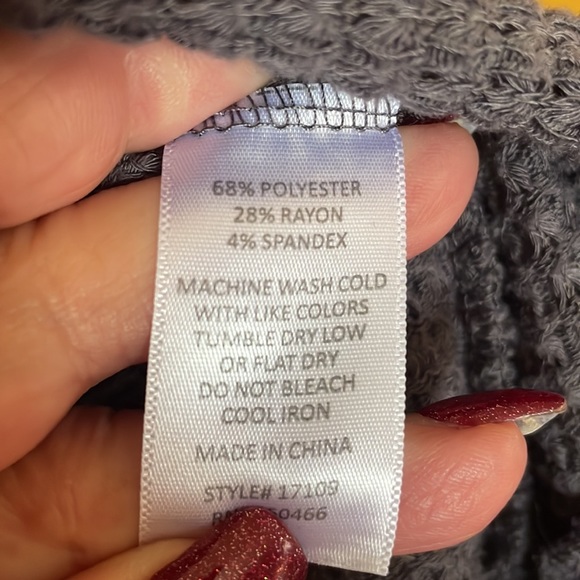 68% POLYESTER
28% RAYON
4% SPANDEX
MACHINE WASH COLD
WITH LIKE COLORS
TUMBLE DRY LOW
OR FLAT DRY
DO NOT BLEACH
COOL IRON
MADE IN CHINA
STYLE# 17109